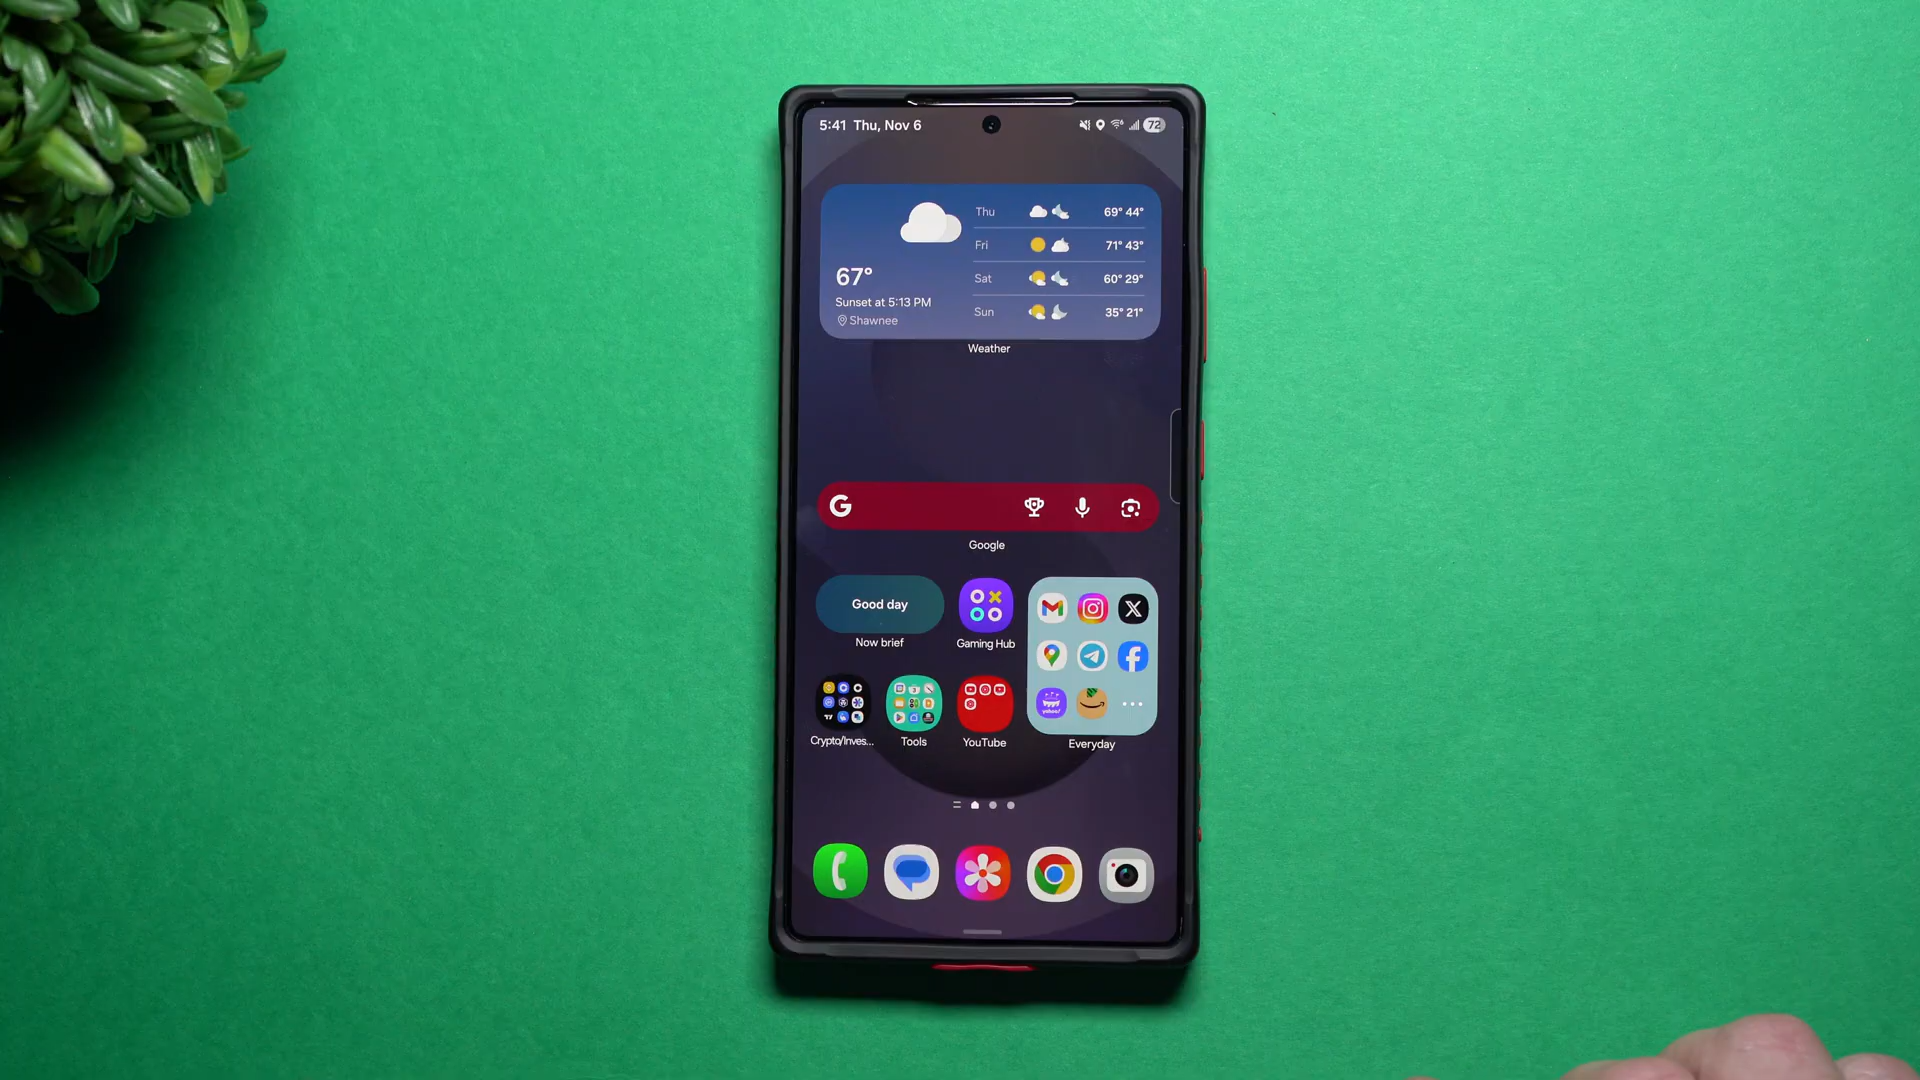 5:41 Thu, Nov 6
72
Thu 69° 44°
Fri 71° 43°
67°
Sat 60° 29°
Sunset at 5:13 PM
Sun 35° 21°
Shawnee
Weather
G
Google
Good day
Now brief
Gaming Hub
X
yahoo!
Crypto/Inves...
Tools
YouTube
Everyday